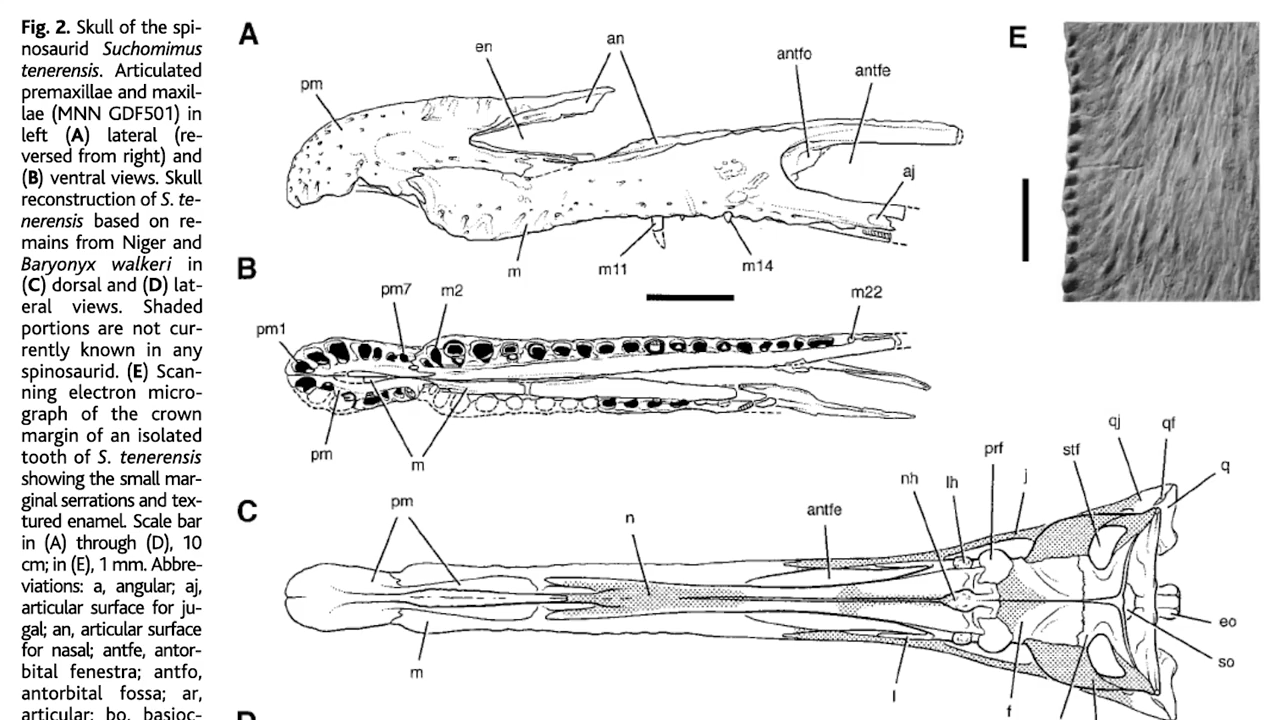 Fig. 2. Skull of the spi-
nosaurid Suchomimus
tenerensis. Articulated
premaxillae and maxil-
lae (MNN GDF501) in
left (A) lateral (re-
versed from right) and
(B) ventral views. Skull
reconstruction of S. te-
nerensis based on re-
mains from Niger and
Baryonyx walkeri in
(C) dorsal and (D) lat-
eral views. Shaded
portions are not cur-
rently known in any
spinosaurid. (E) Scan-
ning electron micro-
graph of the crown
margin of an isolated
tooth of S. tenerensis
showing the small mar-
ginal serrations and tex-
tured enamel. Scale bar
in (A) through (D), 10
cm; in (E), 1 mm. Abbre-
viations: a, angular; aj,
articular surface for ju-
gal; an, articular surface
for nasal; antfe, antor-
bital fenestra; antfo,
antorbital fossa; ar,
articular; bo, basioc-
A
pm
en
an
antfo
antfe
aj
m
m11
m14
B
pm1
pm7
m2
m22
pm
m
C
pm
n
antfe
nh
lh
prf
j
stf
qj
qf
q
eo
so
m
l
f
D
E